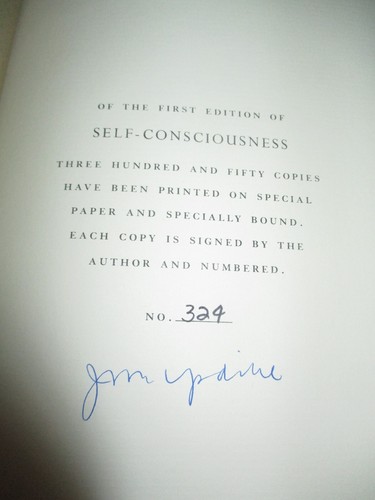 OF THE FIRST EDITION OF
SELF-CONSCIOUSNESS
THREE HUNDRED AND FIFTY COPIES
HAVE BEEN PRINTED ON SPECIAL
PAPER AND SPECIALLY BOUND.
EACH COPY IS SIGNED BY THE
AUTHOR AND NUMBERED.
NO. 324
John Updike